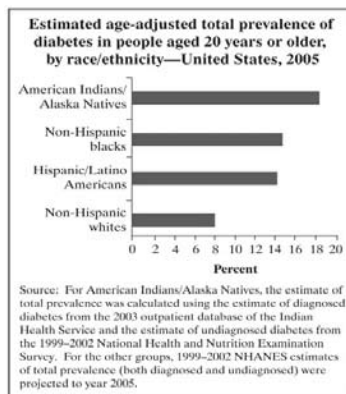 Estimated age-adjusted total prevalence of
diabetes in people aged 20 years or older,
by race/ethnicity—United States, 2005
American Indians/
Alaska Natives
Non-Hispanic
blacks
Hispanic/Latino
Americans
Non-Hispanic
whites
0 2 4 6 8 10 12 14 16 18 20
Percent
Source: For American Indians/Alaska Natives, the estimate of
total prevalence was calculated using the estimate of diagnosed
diabetes from the 2003 outpatient database of the Indian
Health Service and the estimate of undiagnosed diabetes from
the 1999–2002 National Health and Nutrition Examination
Survey. For the other groups, 1999–2002 NHANES estimates
of total prevalence (both diagnosed and undiagnosed) were
projected to year 2005.